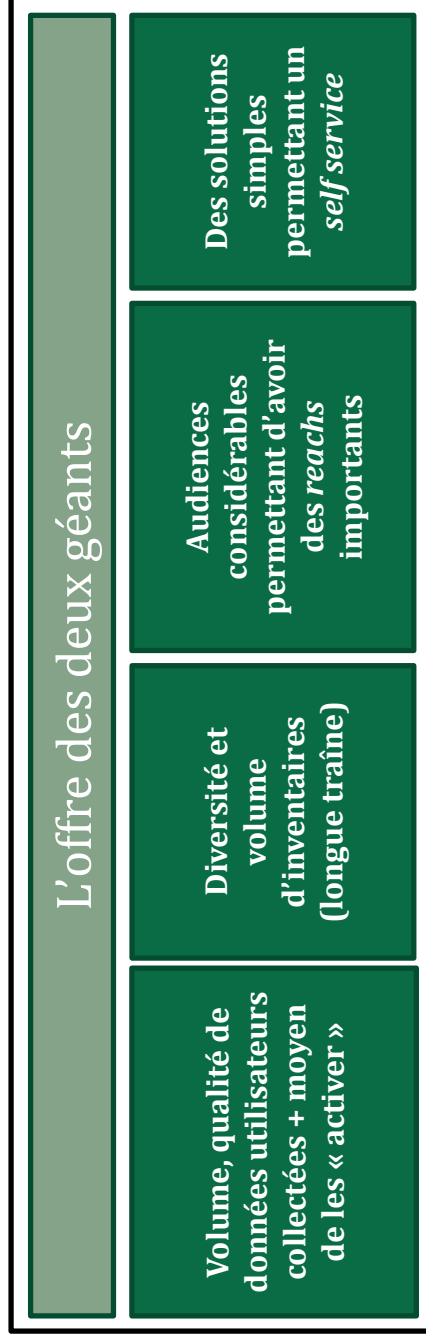 L'offre des deux géants
Volume, qualité de
données utilisateurs
collectées + moyen
de les « activer »
Diversité et
volume
d'inventaires
(longue traîne)
Audiences
considérables
permettant d'avoir
des reachs
importants
Des solutions
simples
permettant un
self service